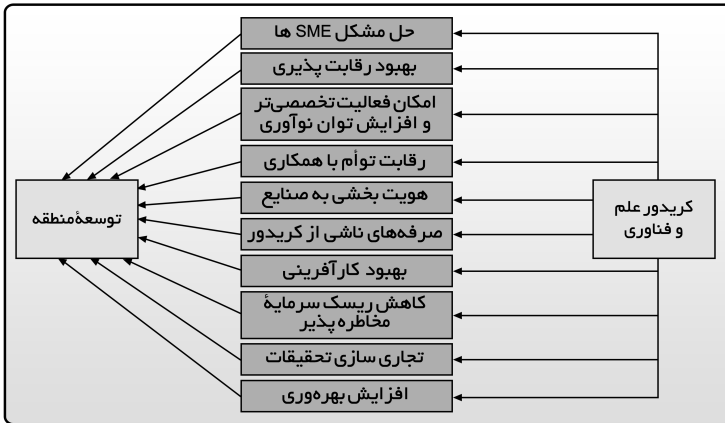 حل مشکل SME ها
بهبود رقابت پذیری
امکان فعالیت تخصصی‌تر
و افزایش توان نوآوری
رقابت توأم با همکاری
هویت بخشی به صنایع
صرفه‌های ناشی از کریدور
بهبود کارآفرینی
کاهش ریسک سرمایهٔ
مخاطره پذیر
تجاری سازی تحقیقات
افزایش بهره‌وری
کریدور علم
و فناوری
توسعهٔ منطقه